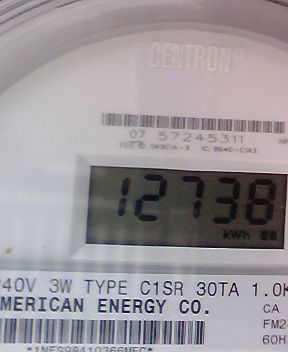 CENTRON®
07 57245311
12738
kWh
240V 3W TYPE C1SR 30TA 1.0K
AMERICAN ENERGY CO.
CA
FM2
60H